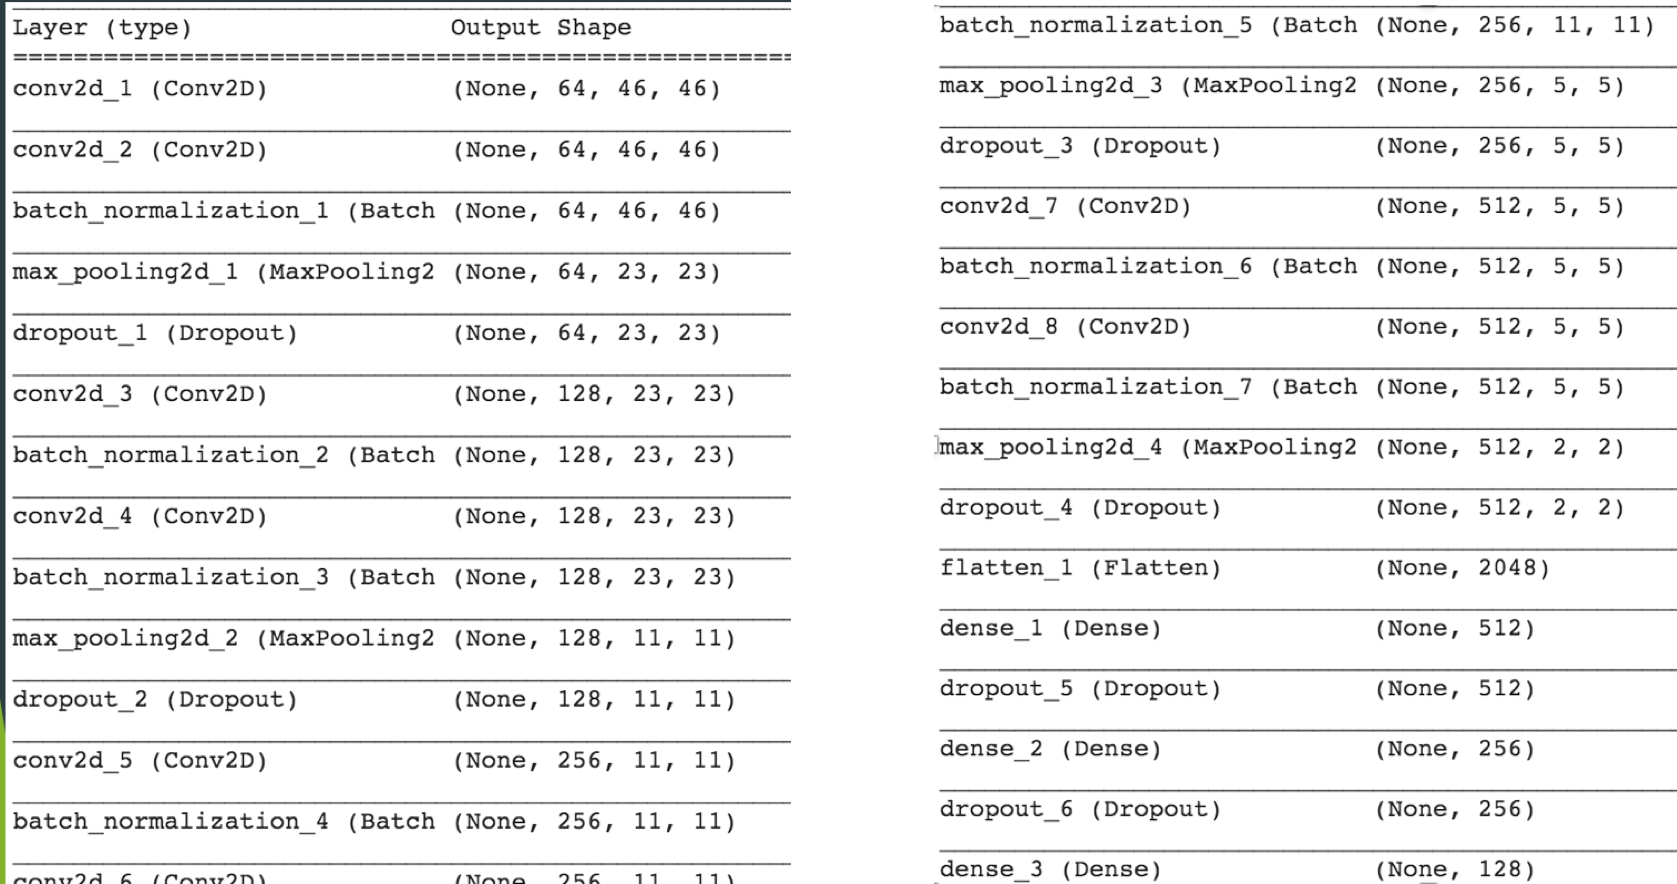 Layer (type) Output Shape
=================================================
conv2d_1 (Conv2D) (None, 64, 46, 46)
conv2d_2 (Conv2D) (None, 64, 46, 46)
batch_normalization_1 (Batch (None, 64, 46, 46)
max_pooling2d_1 (MaxPooling2 (None, 64, 23, 23)
dropout_1 (Dropout) (None, 64, 23, 23)
conv2d_3 (Conv2D) (None, 128, 23, 23)
batch_normalization_2 (Batch (None, 128, 23, 23)
conv2d_4 (Conv2D) (None, 128, 23, 23)
batch_normalization_3 (Batch (None, 128, 23, 23)
max_pooling2d_2 (MaxPooling2 (None, 128, 11, 11)
dropout_2 (Dropout) (None, 128, 11, 11)
conv2d_5 (Conv2D) (None, 256, 11, 11)
batch_normalization_4 (Batch (None, 256, 11, 11)
conv2d_6 (Conv2D) (None, 256, 11, 11)
batch_normalization_5 (Batch (None, 256, 11, 11)
max_pooling2d_3 (MaxPooling2 (None, 256, 5, 5)
dropout_3 (Dropout) (None, 256, 5, 5)
conv2d_7 (Conv2D) (None, 512, 5, 5)
batch_normalization_6 (Batch (None, 512, 5, 5)
conv2d_8 (Conv2D) (None, 512, 5, 5)
batch_normalization_7 (Batch (None, 512, 5, 5)
max_pooling2d_4 (MaxPooling2 (None, 512, 2, 2)
dropout_4 (Dropout) (None, 512, 2, 2)
flatten_1 (Flatten) (None, 2048)
dense_1 (Dense) (None, 512)
dropout_5 (Dropout) (None, 512)
dense_2 (Dense) (None, 256)
dropout_6 (Dropout) (None, 256)
dense_3 (Dense) (None, 128)